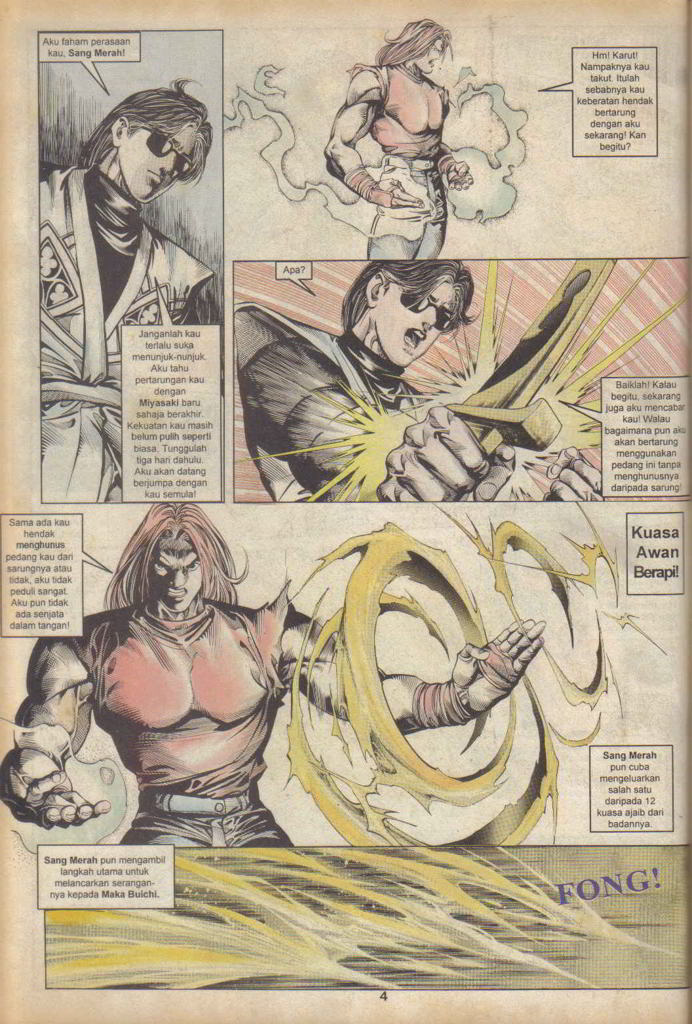 Aku faham perasaan
kau, Sang Merah!
Hm! Karut!
Nampaknya kau
takut. Itulah
sebabnya kau
keberatan hendak
bertarung
dengan aku
sekarang! Kan
begitu?
Janganlah kau
terlalu suka
menunjuk-nunjuk.
Aku tahu
pertarungan kau
dengan
Miyasaki baru
sahaja berakhir.
Kekuatan kau masih
belum pulih seperti
biasa. Tunggulah
tiga hari dahulu.
Aku akan datang
berjumpa dengan
kau semula!
Apa?
Baiklah! Kalau
begitu, sekarang
juga aku mencabar
kau! Walau
bagaimana pun aku
akan bertarung
menggunakan
pedang ini tanpa
menghunusnya
daripada sarung!
Sama ada kau
hendak
menghunus
pedang kau dari
sarungnya atau
tidak, aku tidak
peduli sangat.
Aku pun tidak
ada senjata
dalam tangan!
Kuasa
Awan
Berapi!
Sang Merah
pun cuba
mengeluarkan
salah satu
daripada 12
kuasa ajaib dari
badannya.
Sang Merah pun mengambil
langkah utama untuk
melancarkan serangan-
nya kepada Maka Buichi.
FONG!
4